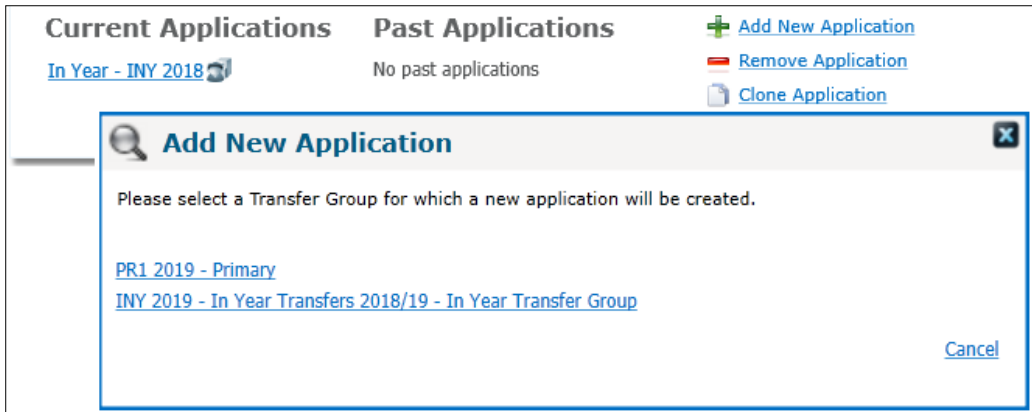 Current Applications
Past Applications
Add New Application
In Year - INY 2018
No past applications
Remove Application
Clone Application
Add New Application
Please select a Transfer Group for which a new application will be created.
PR1 2019 - Primary
INY 2019 - In Year Transfers 2018/19 - In Year Transfer Group
Cancel